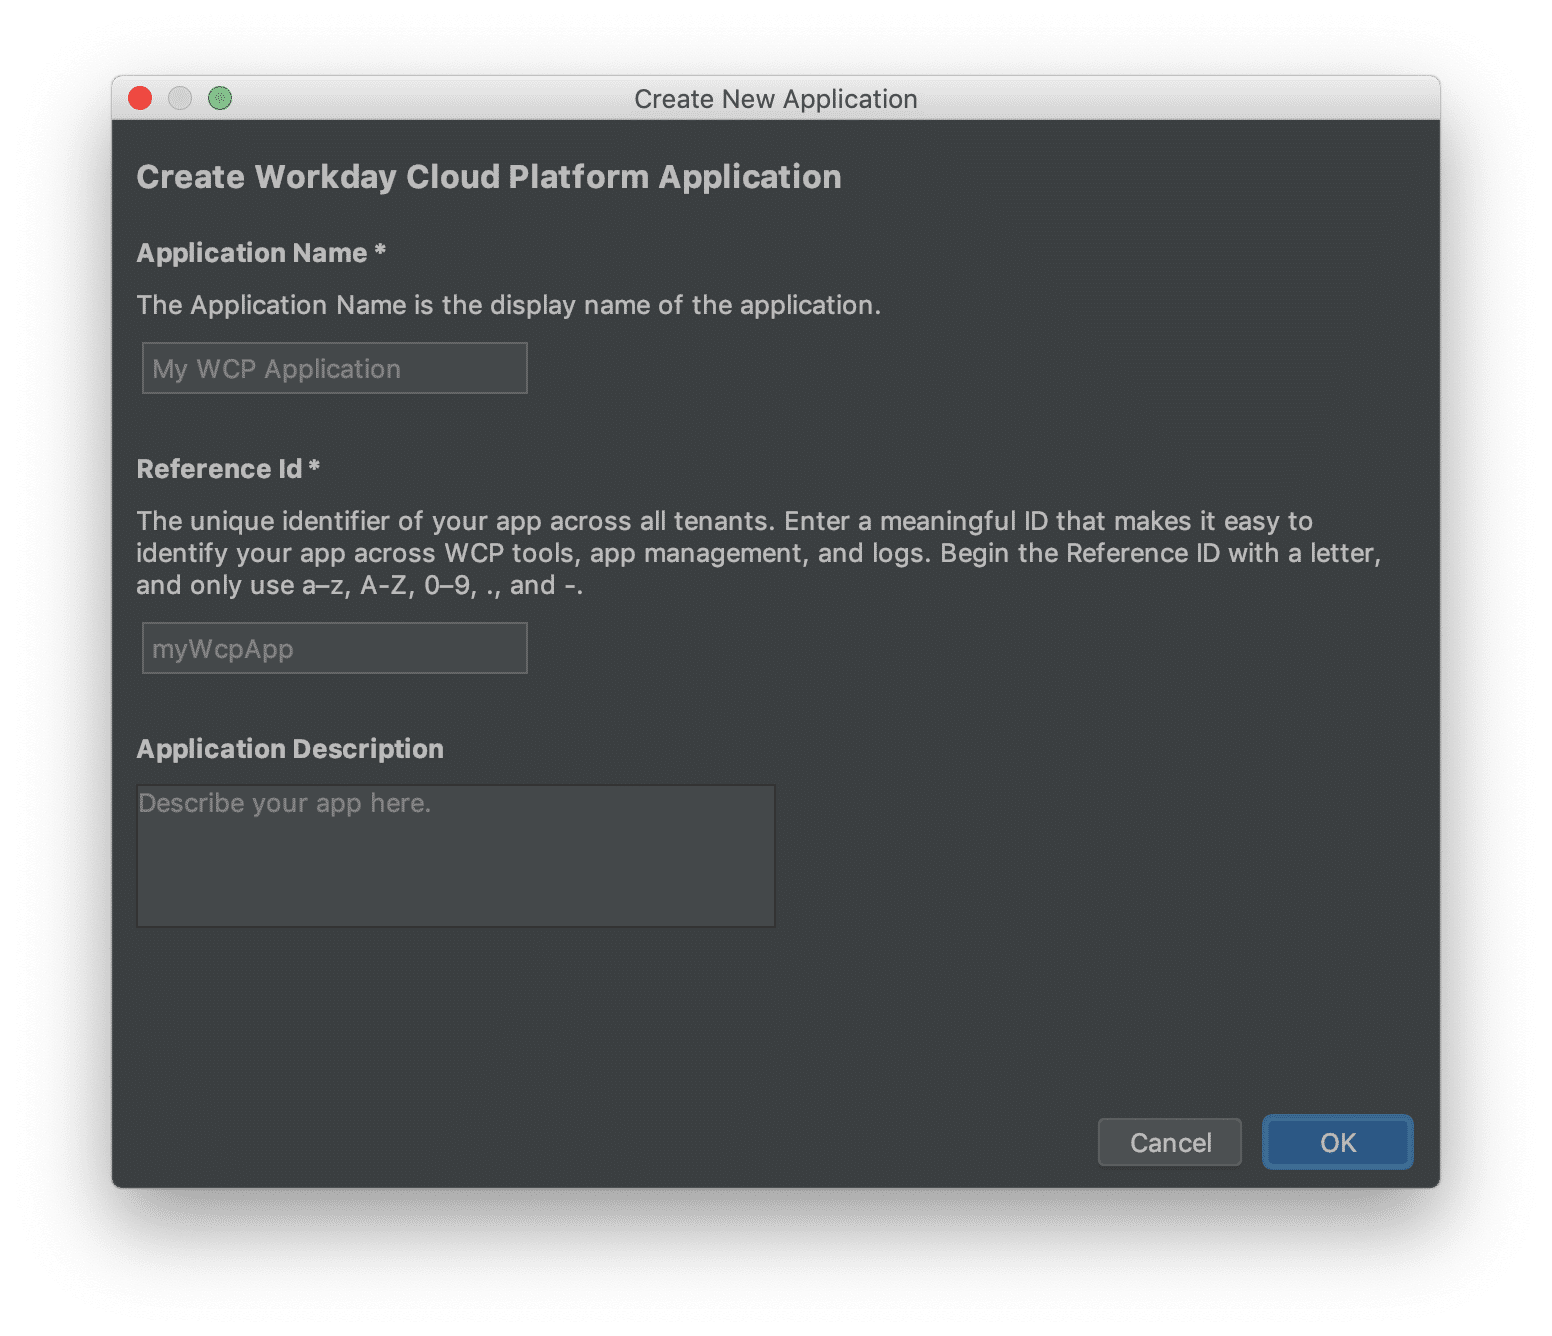 Create New Application
Create Workday Cloud Platform Application
Application Name *
The Application Name is the display name of the application.
My WCP Application
Reference Id *
The unique identifier of your app across all tenants. Enter a meaningful ID that makes it easy to
identify your app across WCP tools, app management, and logs. Begin the Reference ID with a letter,
and only use a–z, A-Z, 0–9, ., and -.
myWcpApp
Application Description
Describe your app here.
Cancel
OK